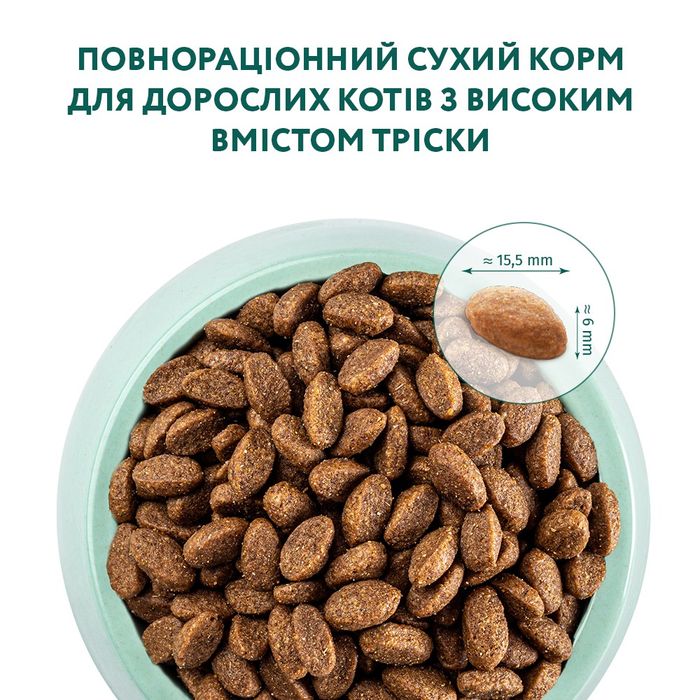 ПОВНОРАЦІОННИЙ СУХИЙ КОРМ
ДЛЯ ДОРОСЛИХ КОТІВ З ВИСОКИМ
ВМІСТОМ ТРІСКИ
≈ 15,5 mm
≈ 6 mm